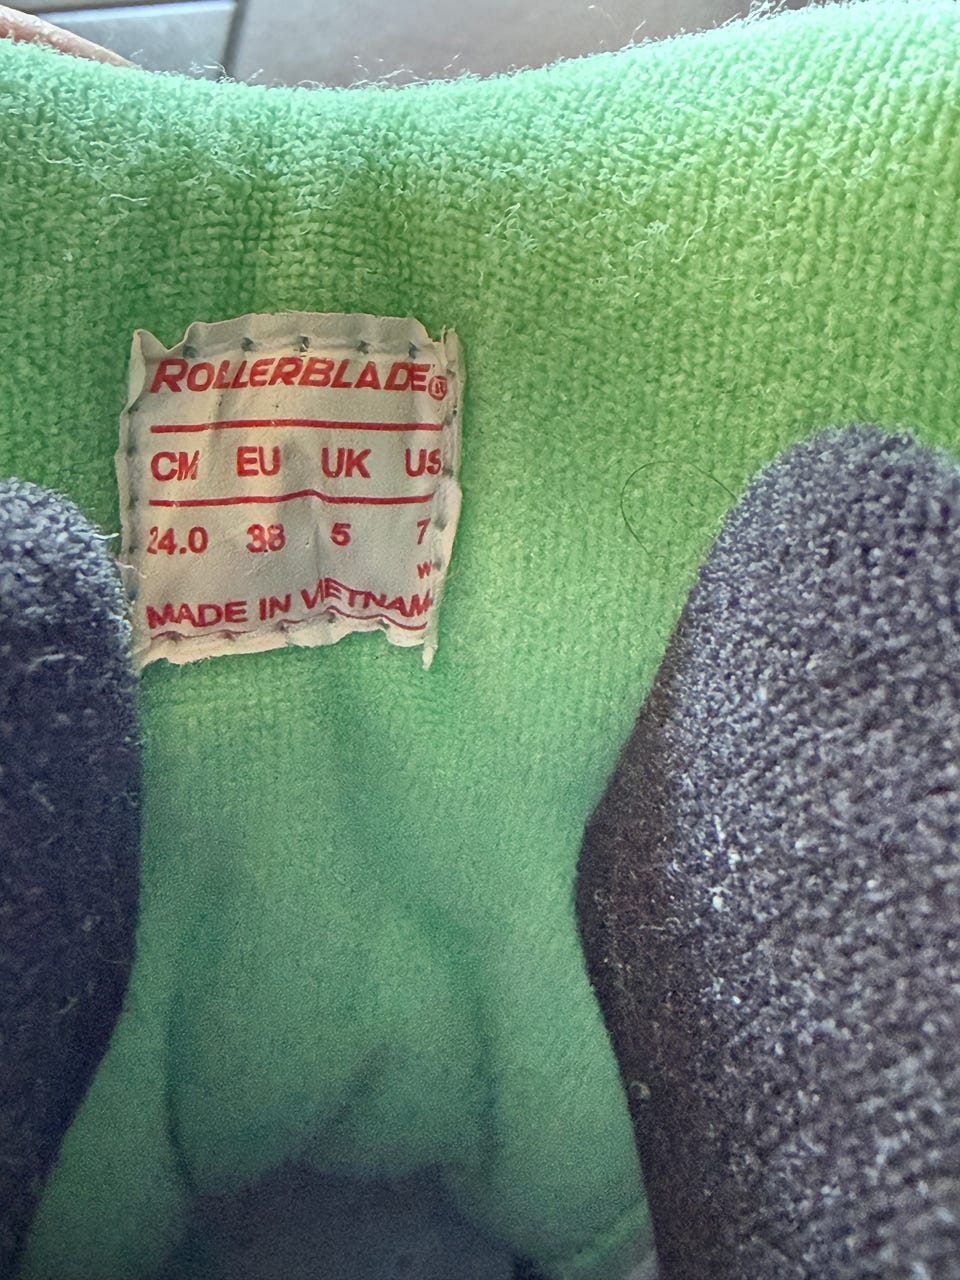 ROLLERBLADE®
CM EU UK US
24.0 38 5 7
W
MADE IN VIETNAM